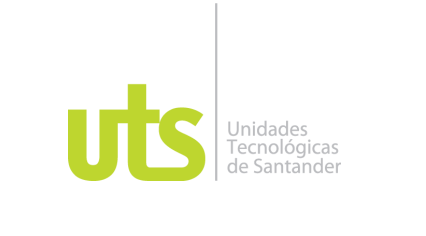 uts
Unidades
Tecnológicas
de Santander